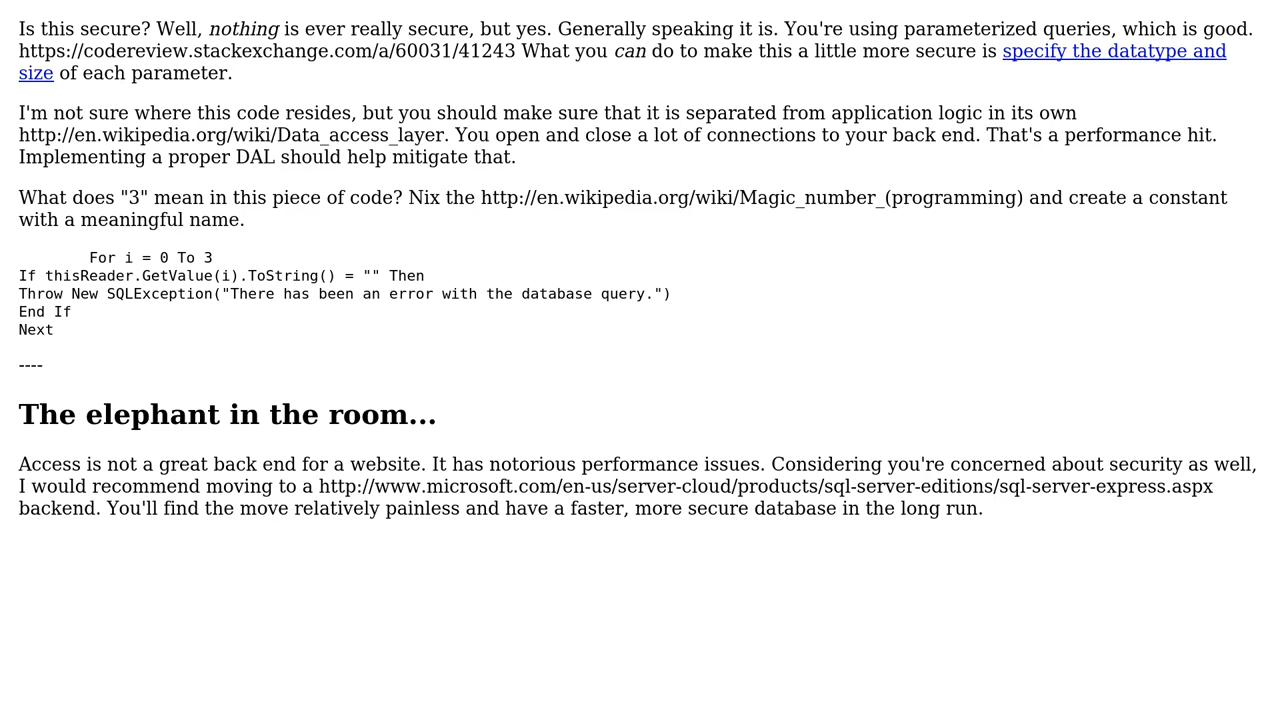 Is this secure? Well, nothing is ever really secure, but yes. Generally speaking it is. You're using parameterized queries, which is good.
https://codereview.stackexchange.com/a/60031/41243 What you can do to make this a little more secure is specify the datatype and
size of each parameter.
I'm not sure where this code resides, but you should make sure that it is separated from application logic in its own
http://en.wikipedia.org/wiki/Data_access_layer. You open and close a lot of connections to your back end. That's a performance hit.
Implementing a proper DAL should help mitigate that.
What does "3" mean in this piece of code? Nix the http://en.wikipedia.org/wiki/Magic_number_(programming) and create a constant
with a meaningful name.
For i = 0 To 3
If thisReader.GetValue(i).ToString() = "" Then
Throw New SQLException("There has been an error with the database query.")
End If
Next
----
The elephant in the room...
Access is not a great back end for a website. It has notorious performance issues. Considering you're concerned about security as well,
I would recommend moving to a http://www.microsoft.com/en-us/server-cloud/products/sql-server-editions/sql-server-express.aspx
backend. You'll find the move relatively painless and have a faster, more secure database in the long run.